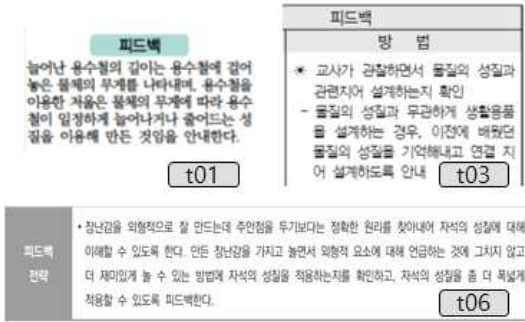 피드백
늘어난 용수철의 길이는 용수철에 걸어
놓은 물체의 무게를 나타내며, 용수철을
이용한 저울은 물체의 무게에 따라 용수
철이 일정하게 늘어나거나 줄어드는 성
질을 이용해 만든 것임을 안내한다.
t01
피드백
방 법
* 교사가 관찰하면서 물질의 성질과
관련지어 설계하는지 확인
- 물질의 성질과 무관하게 생활용품
을 설계하는 경우, 이전에 배웠던
물질의 성질을 기억해내고 연결 지
어 설계하도록 안내
t03
피드백
전략
• 장난감을 외형적으로 잘 만드는데 주안점을 두기보다는 정확한 원리를 찾아내어 자석의 성질에 대해
이해할 수 있도록 한다. 만든 장난감을 가지고 놀면서 외형적 요소에 대해 언급하는 것에 그치지 않고
더 재미있게 놀 수 있는 방법에 자석의 성질을 적용하는지를 확인하고, 자석의 성질을 좀 더 폭넓게
적용할 수 있도록 피드백한다.
t06